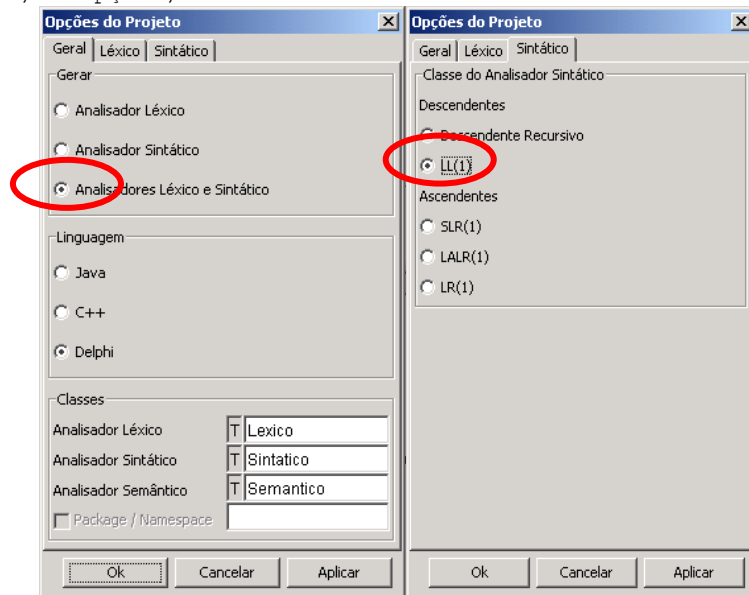 Opções do Projeto
Geral Léxico Sintático
Gerar
Analisador Léxico
Analisador Sintático
Analisadores Léxico e Sintático
Linguagem
Java
C++
Delphi
Classes
Analisador Léxico T Lexico
Analisador Sintático T Sintatico
Analisador Semântico T Semantico
Package / Namespace
Ok Cancelar Aplicar
Opções do Projeto
Geral Léxico Sintático
Classe do Analisador Sintático
Descendentes
Descendente Recursivo
LL(1)
Ascendentes
SLR(1)
LALR(1)
LR(1)
Ok Cancelar Aplicar